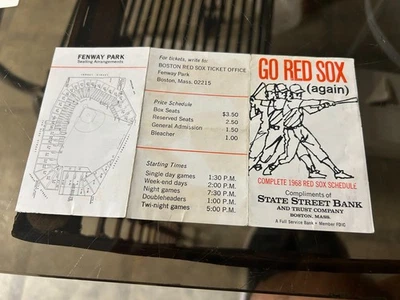 FENWAY PARK
Seating Arrangements
For tickets, write to:
BOSTON RED SOX TICKET OFFICE
Fenway Park
Boston, Mass. 02215
Price Schedule
Box Seats $3.50
Reserved Seats 2.50
General Admission 1.50
Bleacher 1.00
Starting Times
Single day games 1:30 P.M.
Week-end days 2:00 P.M.
Night games 7:30 P.M.
Doubleheaders 1:00 P.M.
Twi-night games 5:00 P.M.
GO RED SOX
(again)
COMPLETE 1968 RED SOX SCHEDULE
Compliments of
STATE STREET BANK
AND TRUST COMPANY
BOSTON, MASS.
A Full Service Bank • Member FDIC